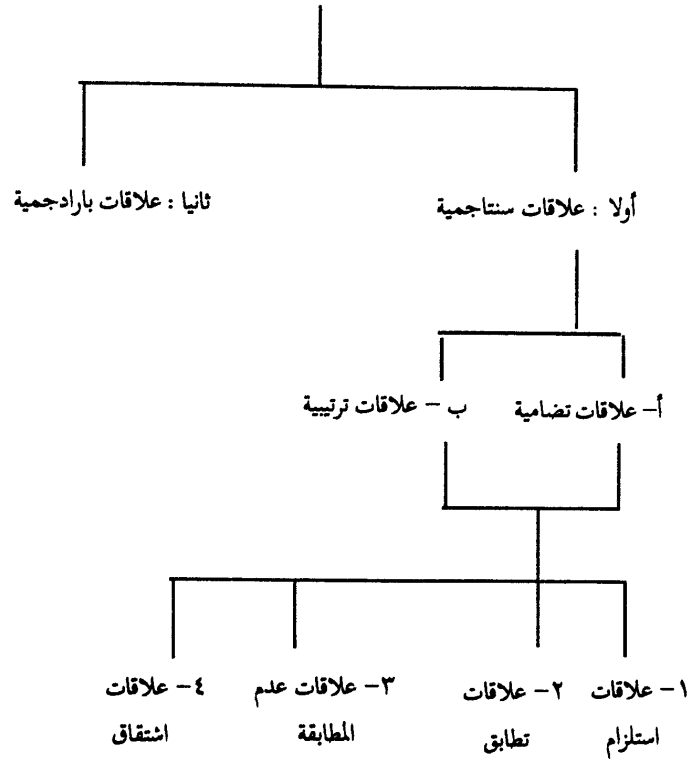 أولا : علاقات سنتاجمية
ثانيا : علاقات بارادجمية
أ– علاقات تضامية
ب – علاقات ترتيبية
١– علاقات
استلزام
٢– علاقات
تطابق
٣– علاقات عدم
المطابقة
٤– علاقات
اشتقاق